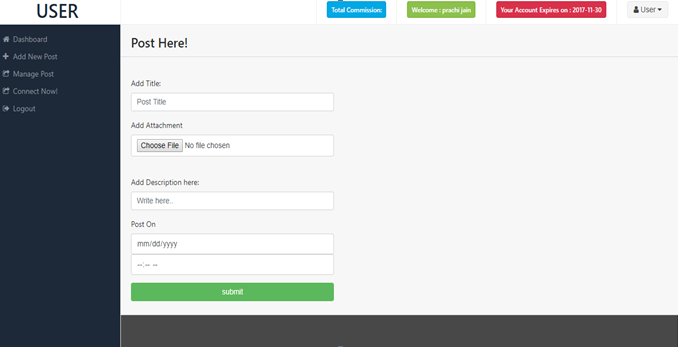 USER
Total Commission:
Welcome : prachi jain
Your Account Expires on : 2017-11-30
User
Dashboard
Add New Post
Manage Post
Connect Now!
Logout
Post Here!
Add Title:
Post Title
Add Attachment
Choose File No file chosen
Add Description here:
Write here..
Post On
mm/dd/yyyy
--:-- --
submit